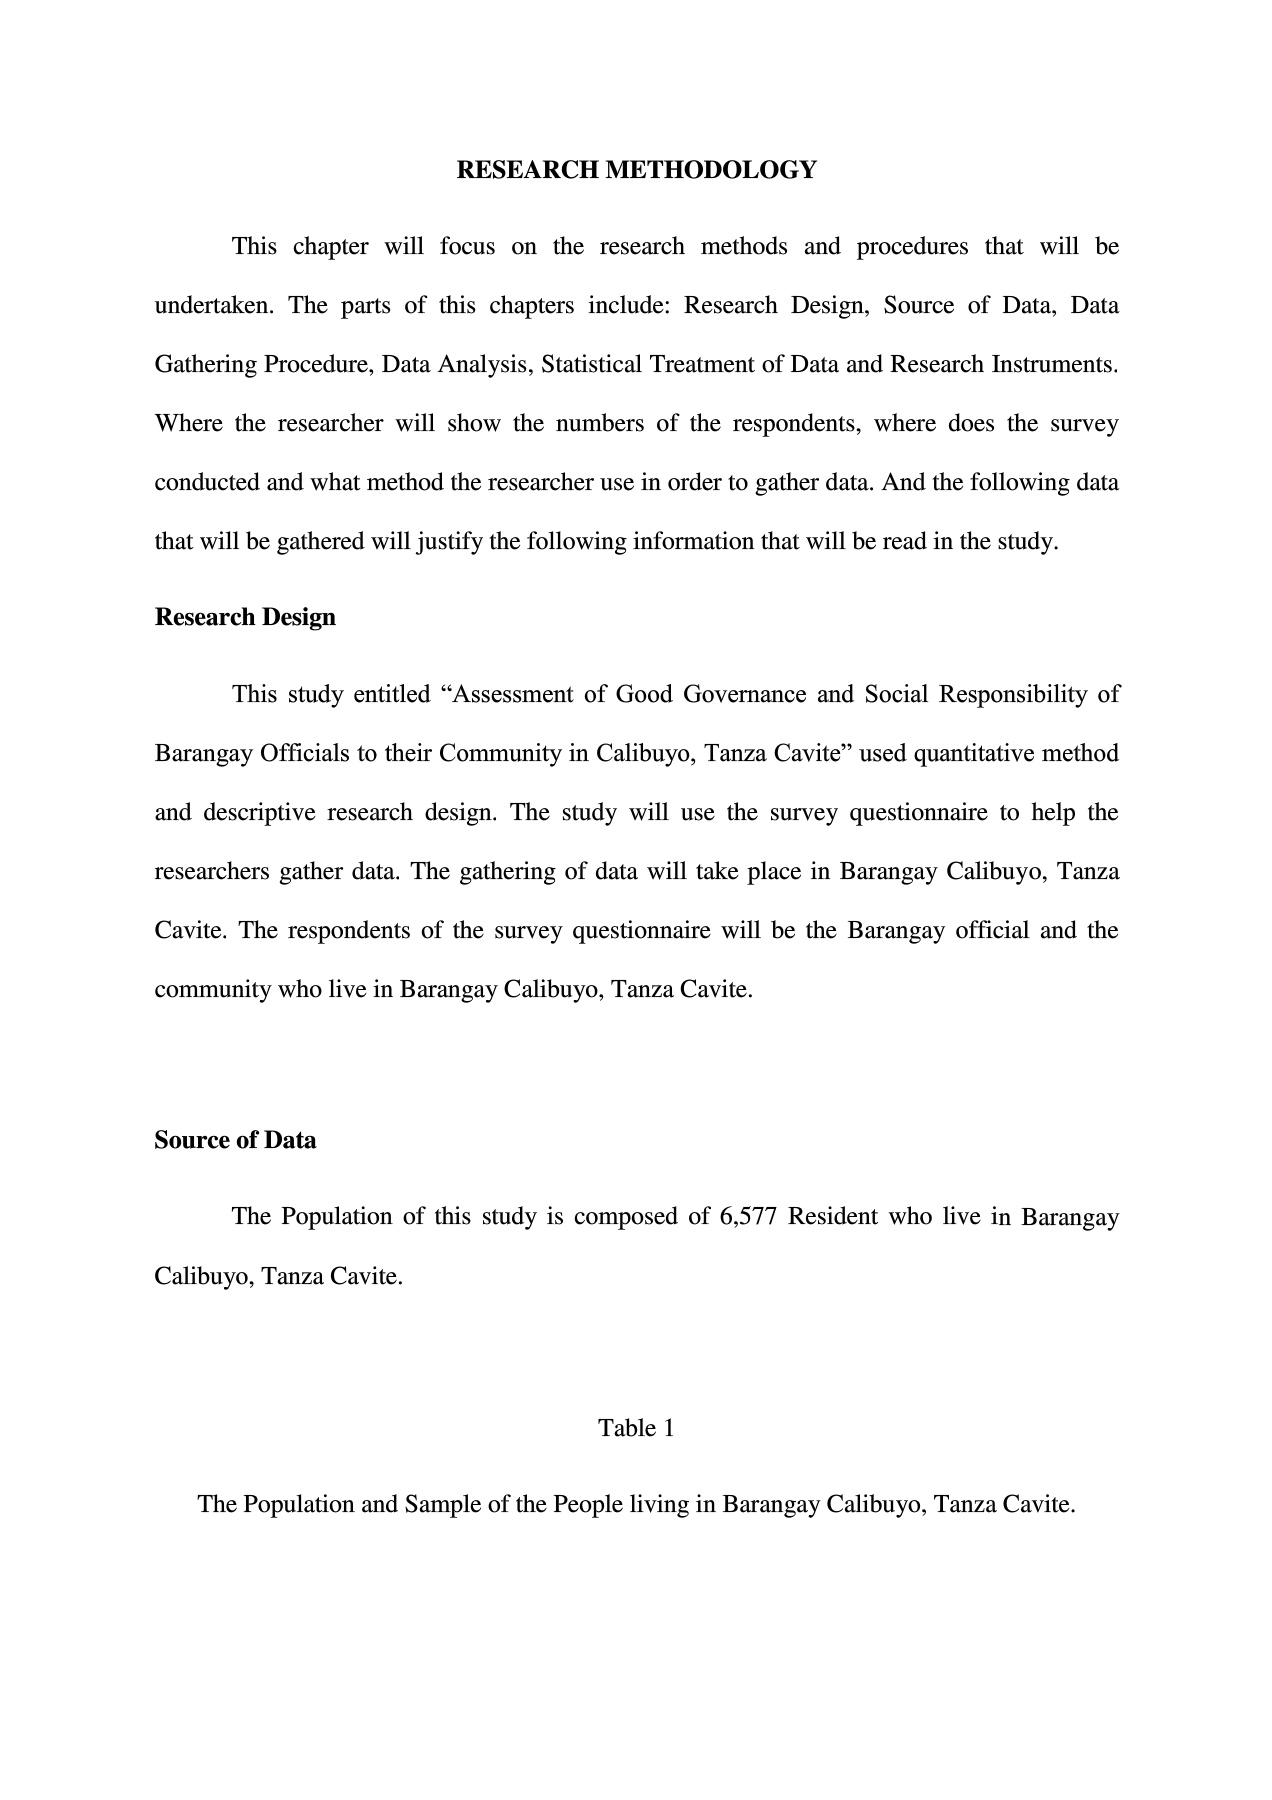 RESEARCH METHODOLOGY
This chapter will focus on the research methods and procedures that will be
undertaken. The parts of this chapters include: Research Design, Source of Data, Data
Gathering Procedure, Data Analysis, Statistical Treatment of Data and Research Instruments.
Where the researcher will show the numbers of the respondents, where does the survey
conducted and what method the researcher use in order to gather data. And the following data
that will be gathered will justify the following information that will be read in the study.
Research Design
This study entitled “Assessment of Good Governance and Social Responsibility of
Barangay Officials to their Community in Calibuyo, Tanza Cavite” used quantitative method
and descriptive research design. The study will use the survey questionnaire to help the
researchers gather data. The gathering of data will take place in Barangay Calibuyo, Tanza
Cavite. The respondents of the survey questionnaire will be the Barangay official and the
community who live in Barangay Calibuyo, Tanza Cavite.
Source of Data
The Population of this study is composed of 6,577 Resident who live in Barangay
Calibuyo, Tanza Cavite.
Table 1
The Population and Sample of the People living in Barangay Calibuyo, Tanza Cavite.